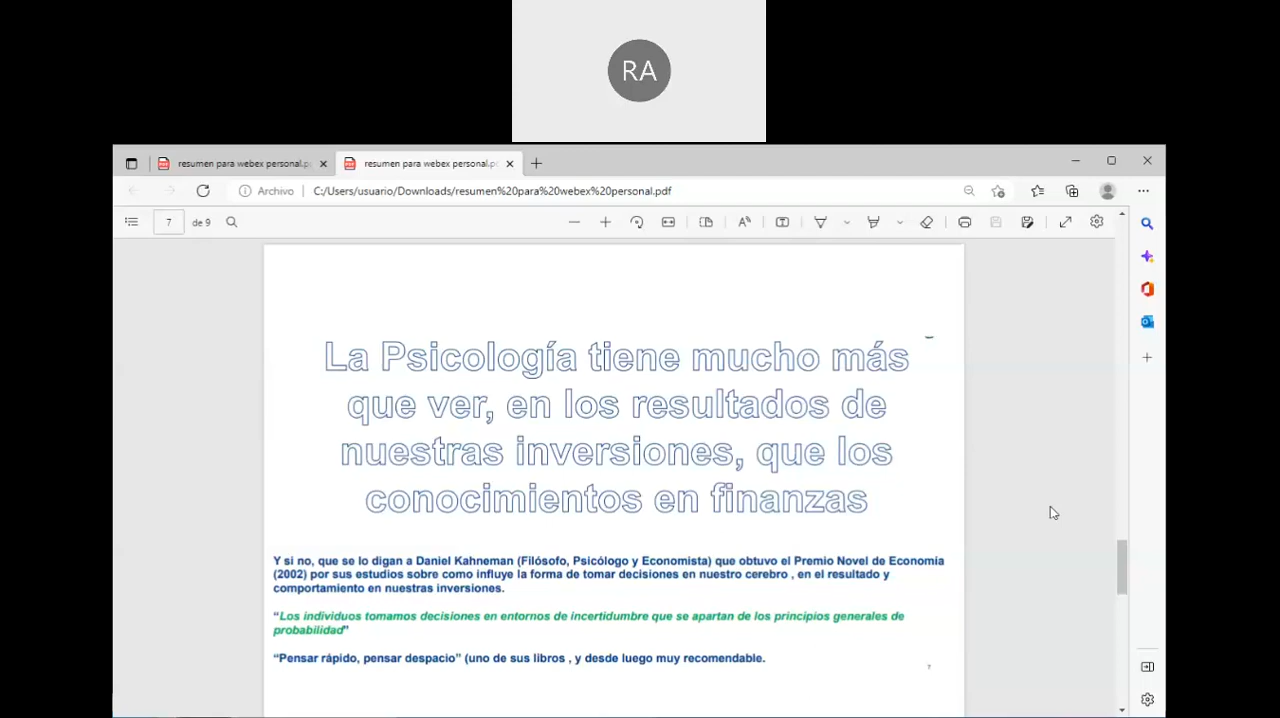 RA
resumen para webex personal.p
resumen para webex personal.p
Archivo
C:/Users/usuario/Downloads/resumen%20para%20webex%20personal.pdf
7 de 9
La Psicología tiene mucho más
que ver, en los resultados de
nuestras inversiones, que los
conocimientos en finanzas
Y si no, que se lo digan a Daniel Kahneman (Filósofo, Psicólogo y Economista) que obtuvo el Premio Novel de Economía
(2002) por sus estudios sobre como influye la forma de tomar decisiones en nuestro cerebro , en el resultado y
comportamiento en nuestras inversiones.
“Los individuos tomamos decisiones en entornos de incertidumbre que se apartan de los principios generales de
probabilidad”
“Pensar rápido, pensar despacio” (uno de sus libros , y desde luego muy recomendable.
7